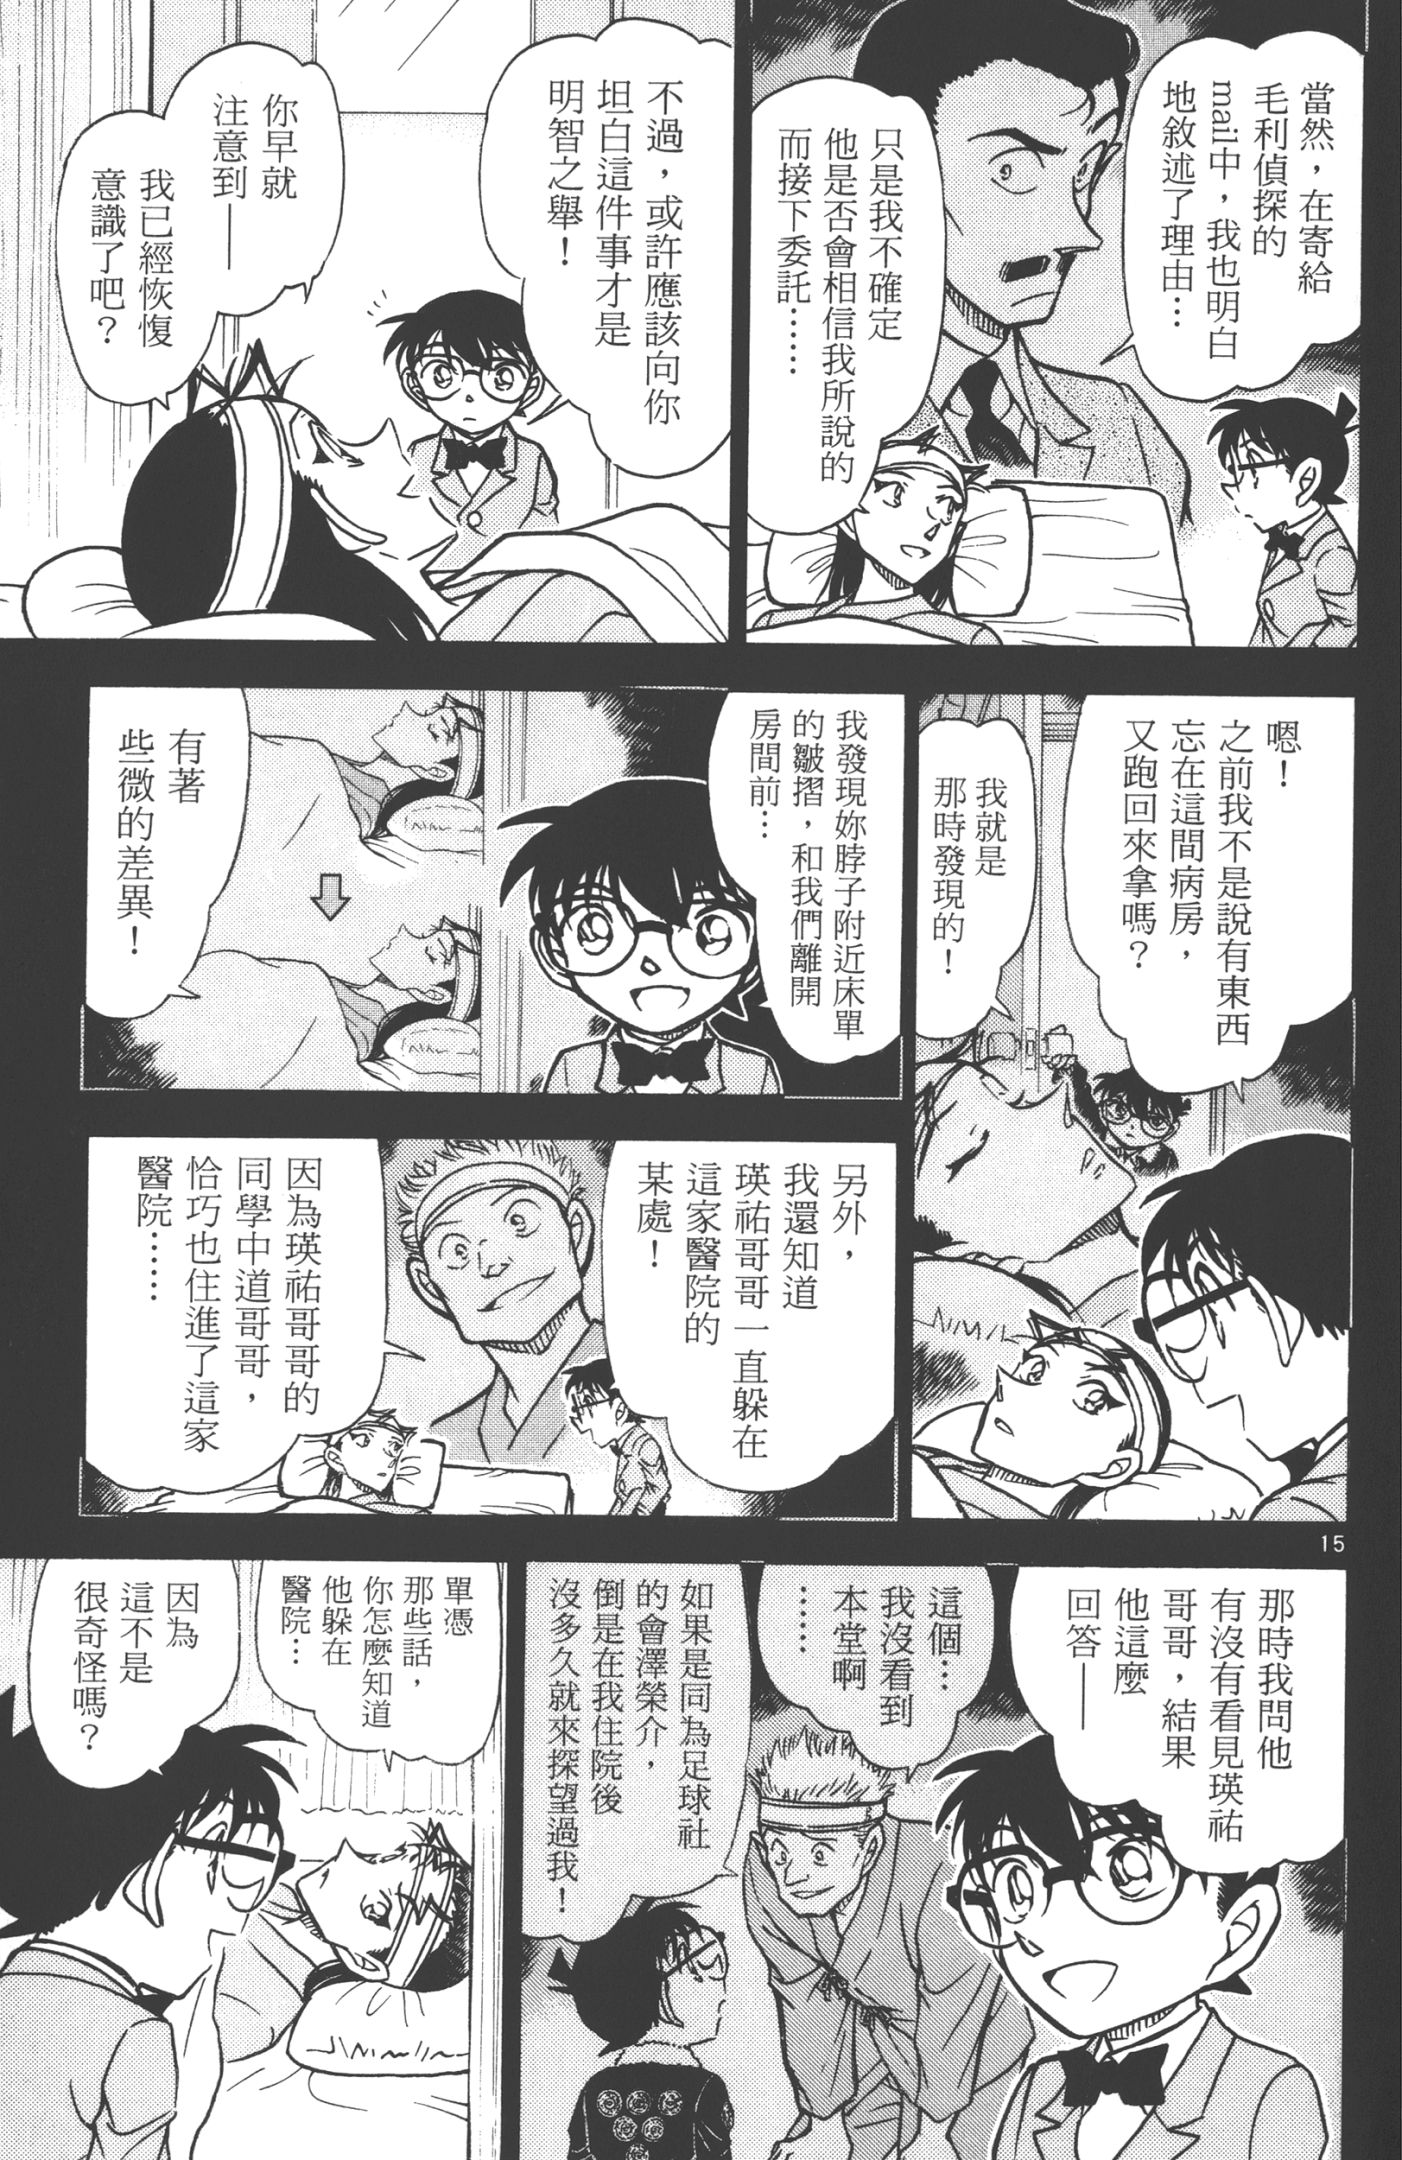 當然，在寄給
毛利偵探的
mail中，我也明白
地敘述了理由…
只是我不確定
他是否會相信我所說的
而接下委託……
不過，或許應該向你
坦白這件事才是
明智之舉！
你早就
注意到——
我已經恢復
意識了吧？
嗯！
之前我不是說有東西
忘在這間病房，
又跑回來拿嗎？
我就是
那時發現的！
我發現妳脖子附近床單
的皺摺，和我們離開
房間前…
有著
些微的差異！
另外，
我還知道
瑛祐哥哥一直躲在
這家醫院的
某處！
因為瑛祐哥哥的
同學中道哥哥，
恰巧也住進了這家
醫院……
15
那時我問他
有沒有看見瑛祐
哥哥，結果
他這麼
回答——
這個…
我沒看到
本堂啊
……
如果是同為足球社
的會澤榮介，
倒是在我住院後
沒多久就來探望過我！
單憑
那些話，
你怎麼知道
他躲在
醫院…
因為
這不是
很奇怪嗎？